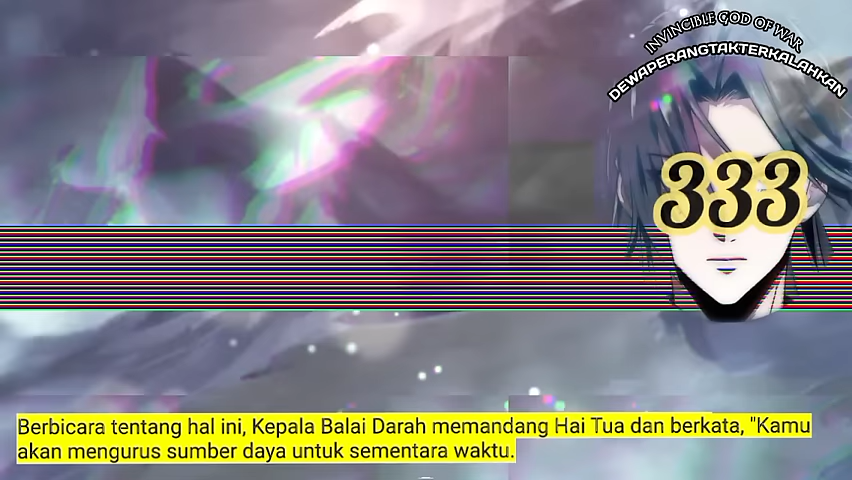 INVINCIBLE GOD OF WAR
DEWAPERANGTAKTERKALAHKAN
333
Berbicara tentang hal ini, Kepala Balai Darah memandang Hai Tua dan berkata, "Kamu
akan mengurus sumber daya untuk sementara waktu.